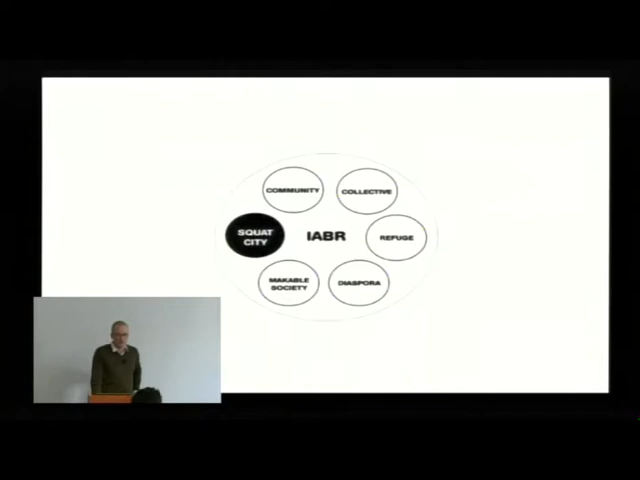 COMMUNITY
COLLECTIVE
SQUAT
CITY
IABR
REFUGE
MAKABLE
SOCIETY
DIASPORA